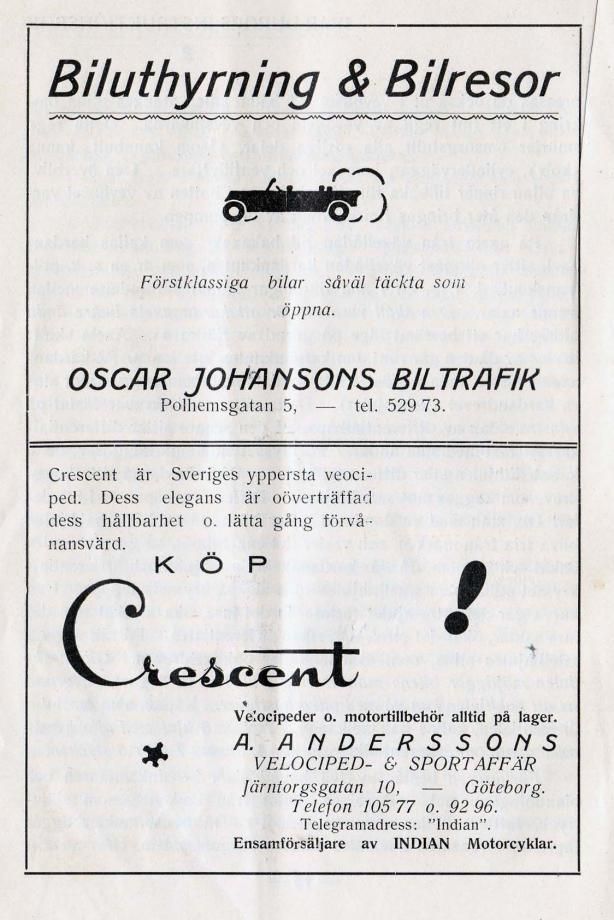 Biluthyrning & Bilresor
Förstklassiga bilar såväl täckta som
öppna.
OSCAR JOHANSONS BILTRAFIK
Polhemsgatan 5, — tel. 529 73.
Crescent är Sveriges yppersta veoci-
ped. Dess elegans är oöverträffad
dess hållbarhet o. lätta gång förvå-
nansvärd.
KÖP
Crescent!
Velocipeder o. motortillbehör alltid på lager.
A. ANDERSSONS
VELOCIPED- & SPORTAFFÄR
Järntorgsgatan 10, — Göteborg.
Telefon 105 77 o. 92 96.
Telegramadress: "Indian".
Ensamförsäljare av INDIAN Motorcyklar.